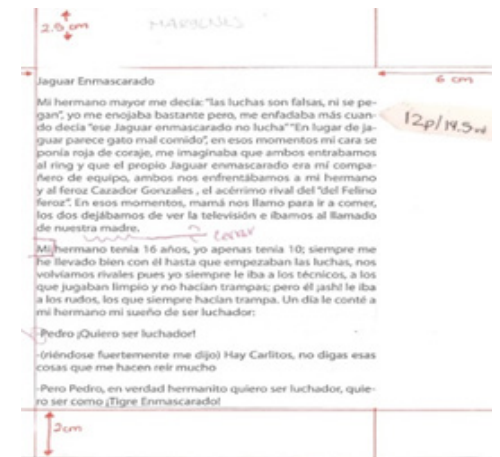 2.5 cm
MARGENES
6 cm
Jaguar Enmascarado
Mi hermano mayor me decía: "las luchas son falsas, ni se pe-
gan", yo me enojaba bastante pero, me enfadaba más cuan-
do decía "ese Jaguar enmascarado no lucha" "En lugar de ja-
guar parece gato mal comido", en esos momentos mi cara se
ponía roja de coraje, me imaginaba que ambos entrabamos
al ring y que el propio Jaguar enmascarado era mi compa-
ñero de equipo, ambos nos enfrentábamos a mi hermano
y al feroz Cazador Gonzales , el acérrimo rival del "del Felino
feroz". En esos momentos, mamá nos llamo para ir a comer,
los dos dejábamos de ver la televisión e íbamos al llamado
de nuestra madre.
12p/14.5
cerrar
Mi hermano tenia 16 años, yo apenas tenia 10; siempre me
he llevado bien con él hasta que empezaban las luchas, nos
volvíamos rivales pues yo siempre le iba a los técnicos, a los
que jugaban limpio y no hacían trampas; pero él ¡ash! le iba
a los rudos, los que siempre hacían trampa. Un día le conté a
mi hermano mi sueño de ser luchador:
-Pedro ¡Quiero ser luchador!
-(riéndose fuertemente me dijo) Hay Carlitos, no digas esas
cosas que me hacen reír mucho
-Pero Pedro, en verdad hermanito quiero ser luchador, quie-
ro ser como ¡Tigre Enmascarado!
2cm